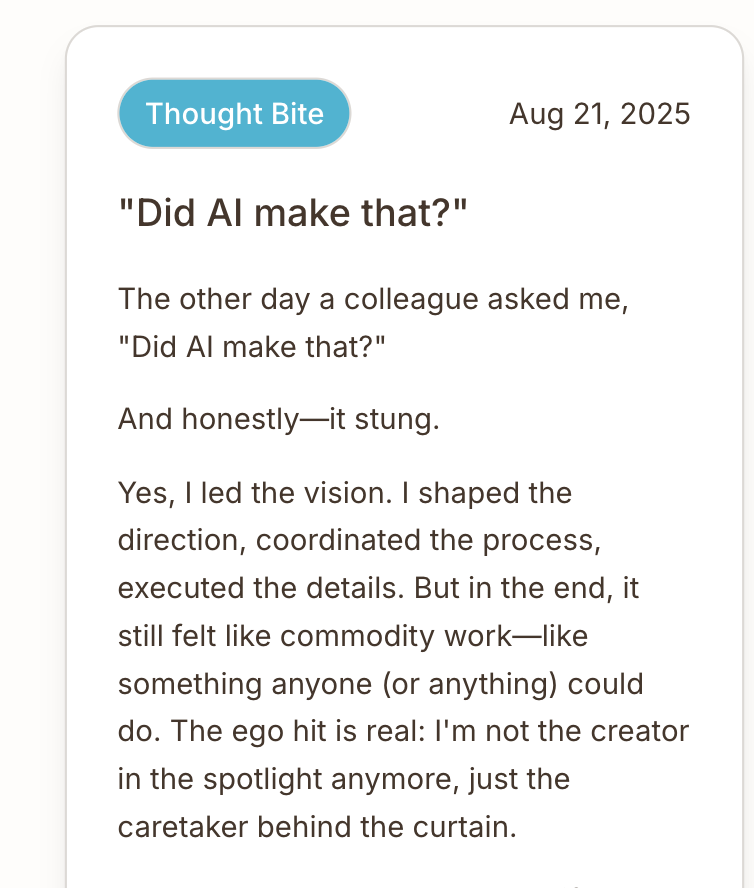 Thought Bite
Aug 21, 2025
"Did AI make that?"
The other day a colleague asked me,
"Did AI make that?"
And honestly—it stung.
Yes, I led the vision. I shaped the
direction, coordinated the process,
executed the details. But in the end, it
still felt like commodity work—like
something anyone (or anything) could
do. The ego hit is real: I'm not the creator
in the spotlight anymore, just the
caretaker behind the curtain.